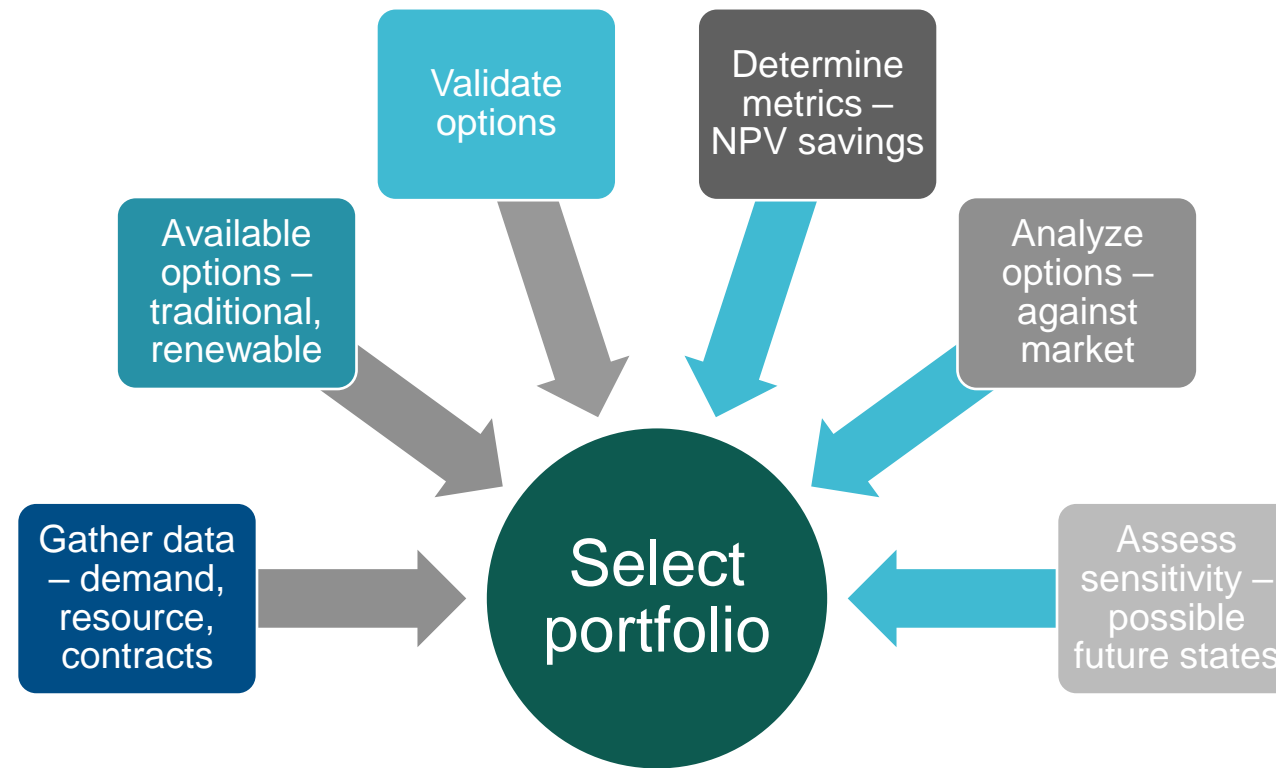 Gather data
– demand,
resource,
contracts
Available
options –
traditional,
renewable
Validate
options
Determine
metrics –
NPV savings
Analyze
options –
against
market
Assess
sensitivity –
possible
future states
Select
portfolio